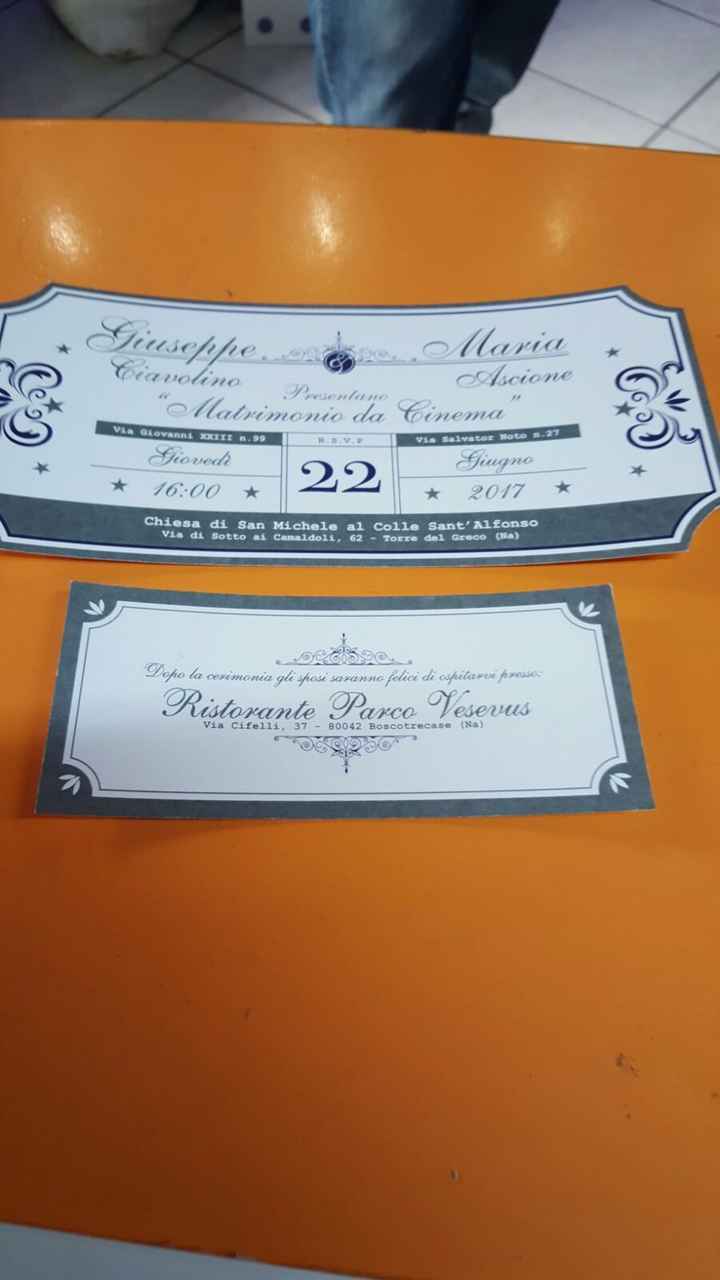 Giuseppe & Maria
Ciavolino Ascione
Presentano
"Matrimonio da Cinema"
Via Giovanni XXIII n.99 R.S.V.P Via Salvator Noto n.27
Giovedì 22 Giugno
16:00 2017
Chiesa di San Michele al Colle Sant'Alfonso
Via di Sotto ai Camaldoli, 62 - Torre del Greco (Na)
Dopo la cerimonia gli sposi saranno felici di ospitarvi presso:
Ristorante Parco Vesevus
Via Cifelli, 37 - 80042 Boscotrecase (Na)